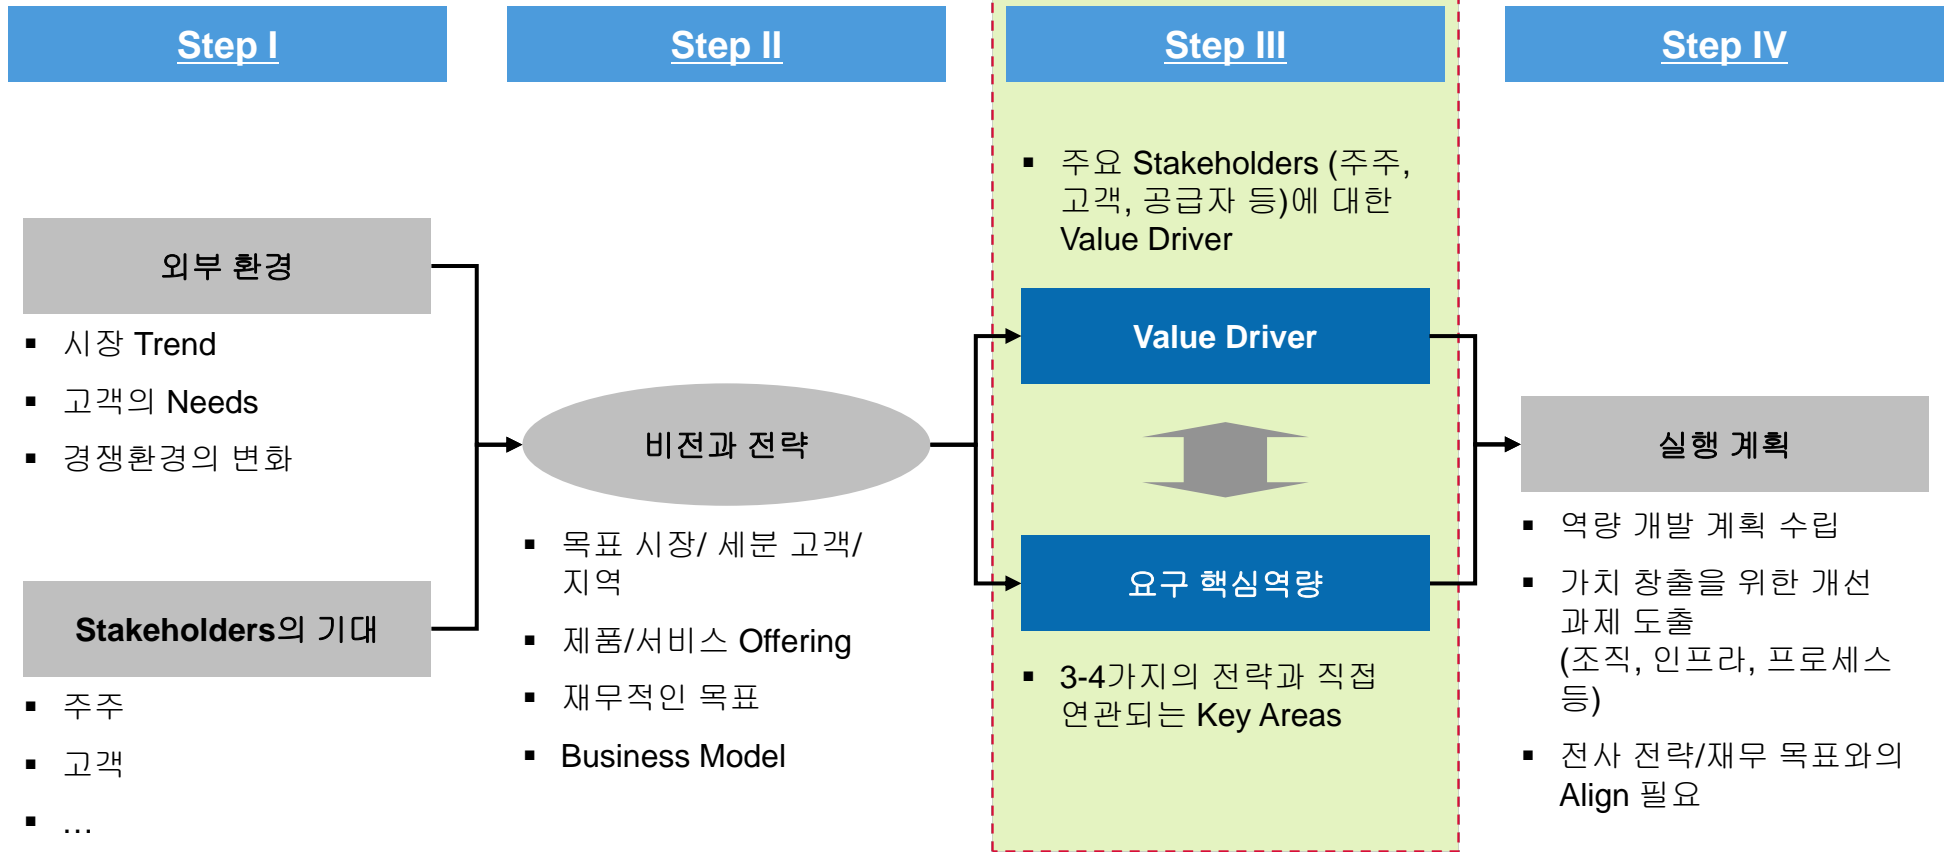 Step I
외부 환경
▪ 시장 Trend
▪ 고객의 Needs
▪ 경쟁환경의 변화
Stakeholders의 기대
▪ 주주
▪ 고객
▪ …
Step II
비전과 전략
▪ 목표 시장/ 세분 고객/
지역
▪ 제품/서비스 Offering
▪ 재무적인 목표
▪ Business Model
Step III
▪ 주요 Stakeholders (주주,
고객, 공급자 등)에 대한
Value Driver
Value Driver
요구 핵심역량
▪ 3-4가지의 전략과 직접
연관되는 Key Areas
Step IV
실행 계획
▪ 역량 개발 계획 수립
▪ 가치 창출을 위한 개선
과제 도출
(조직, 인프라, 프로세스
등)
▪ 전사 전략/재무 목표와의
Align 필요